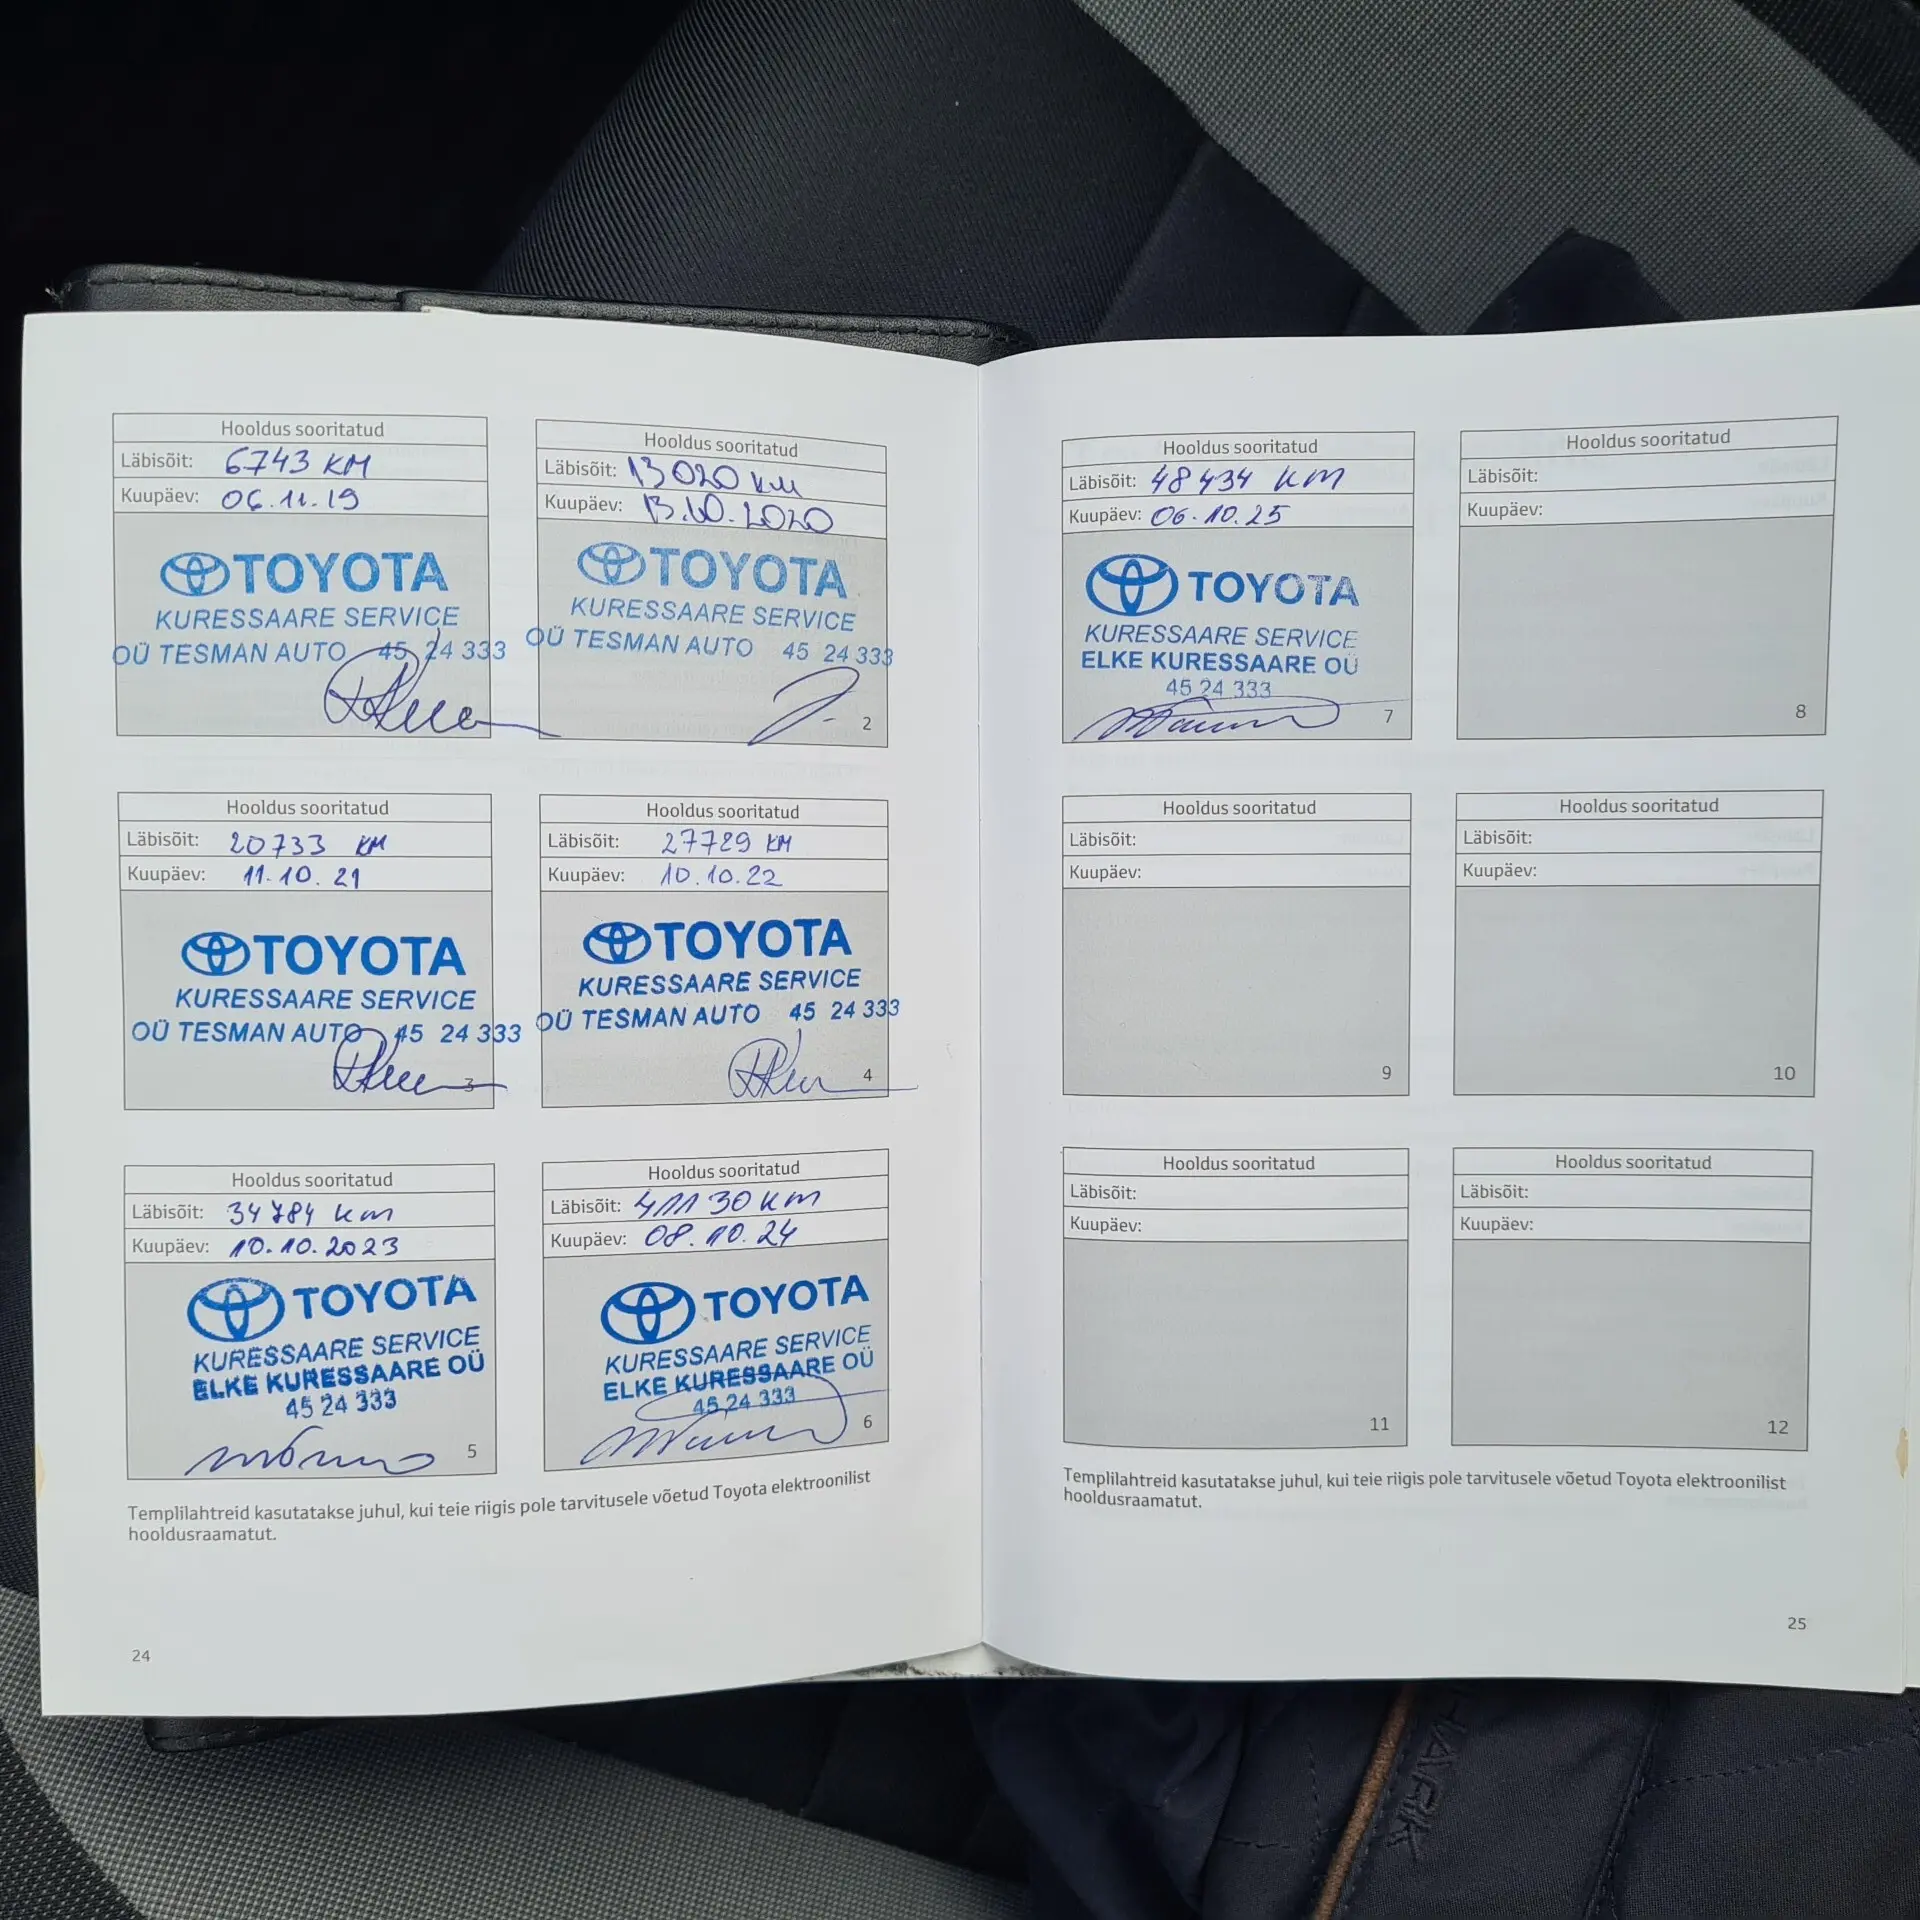 Hooldus sooritatud
Läbisõit: 6743 KM
Kuupäev: 06.11.19
TOYOTA
KURESSAARE SERVICE
OÜ TESMAN AUTO 45 24 333
Hooldus sooritatud
Läbisõit: 13020 KM
Kuupäev: 13.10.2020
TOYOTA
KURESSAARE SERVICE
OÜ TESMAN AUTO 45 24 333
2
Hooldus sooritatud
Läbisõit: 20733 KM
Kuupäev: 11.10.21
TOYOTA
KURESSAARE SERVICE
OÜ TESMAN AUTO 45 24 333
3
Hooldus sooritatud
Läbisõit: 27729 KM
Kuupäev: 10.10.22
TOYOTA
KURESSAARE SERVICE
OÜ TESMAN AUTO 45 24 333
4
Hooldus sooritatud
Läbisõit: 34784 KM
Kuupäev: 10.10.2023
TOYOTA
KURESSAARE SERVICE
ELKE KURESSAARE OÜ
45 24 333
5
Hooldus sooritatud
Läbisõit: 41130 KM
Kuupäev: 08.10.24
TOYOTA
KURESSAARE SERVICE
ELKE KURESSAARE OÜ
45 24 333
6
Templilahtreid kasutatakse juhul, kui teie riigis pole tarvitusele võetud Toyota elektroonilist
hooldusraamatut.
24
Hooldus sooritatud
Läbisõit: 48434 KM
Kuupäev: 06.10.25
TOYOTA
KURESSAARE SERVICE
ELKE KURESSAARE OÜ
45 24 333
7
Hooldus sooritatud
Läbisõit:
Kuupäev:
8
Hooldus sooritatud
Läbisõit:
Kuupäev:
9
Hooldus sooritatud
Läbisõit:
Kuupäev:
10
Hooldus sooritatud
Läbisõit:
Kuupäev:
11
Hooldus sooritatud
Läbisõit:
Kuupäev:
12
Templilahtreid kasutatakse juhul, kui teie riigis pole tarvitusele võetud Toyota elektroonilist
hooldusraamatut.
25